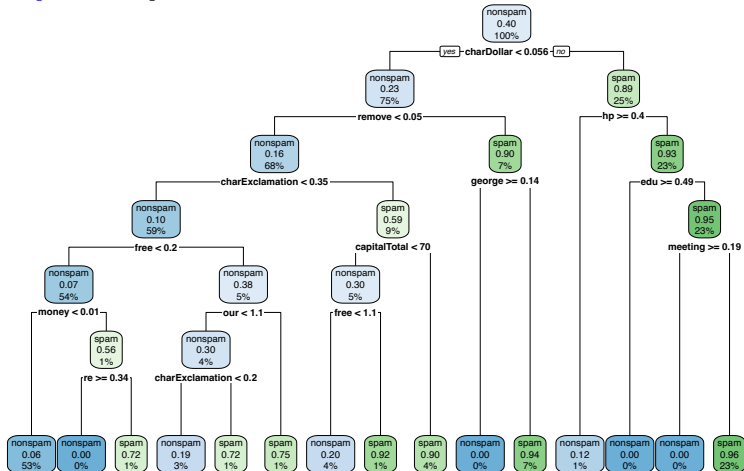 nonspam
0.40
100%
yes charDollar < 0.056 no
nonspam
0.23
75%
remove < 0.05
spam
0.89
25%
hp >= 0.4
nonspam
0.16
68%
charExclamation < 0.35
spam
0.90
7%
george >= 0.14
spam
0.93
23%
edu >= 0.49
nonspam
0.10
59%
free < 0.2
spam
0.59
9%
capitalTotal < 70
spam
0.95
23%
meeting >= 0.19
nonspam
0.07
54%
money < 0.01
nonspam
0.38
5%
our < 1.1
nonspam
0.30
5%
free < 1.1
spam
0.56
1%
re >= 0.34
nonspam
0.30
4%
charExclamation < 0.2
nonspam
0.06
53%
nonspam
0.00
0%
spam
0.72
1%
nonspam
0.19
3%
spam
0.72
1%
spam
0.75
1%
nonspam
0.20
4%
spam
0.92
1%
spam
0.90
4%
nonspam
0.00
0%
spam
0.94
7%
nonspam
0.12
1%
nonspam
0.00
0%
nonspam
0.00
0%
spam
0.96
23%